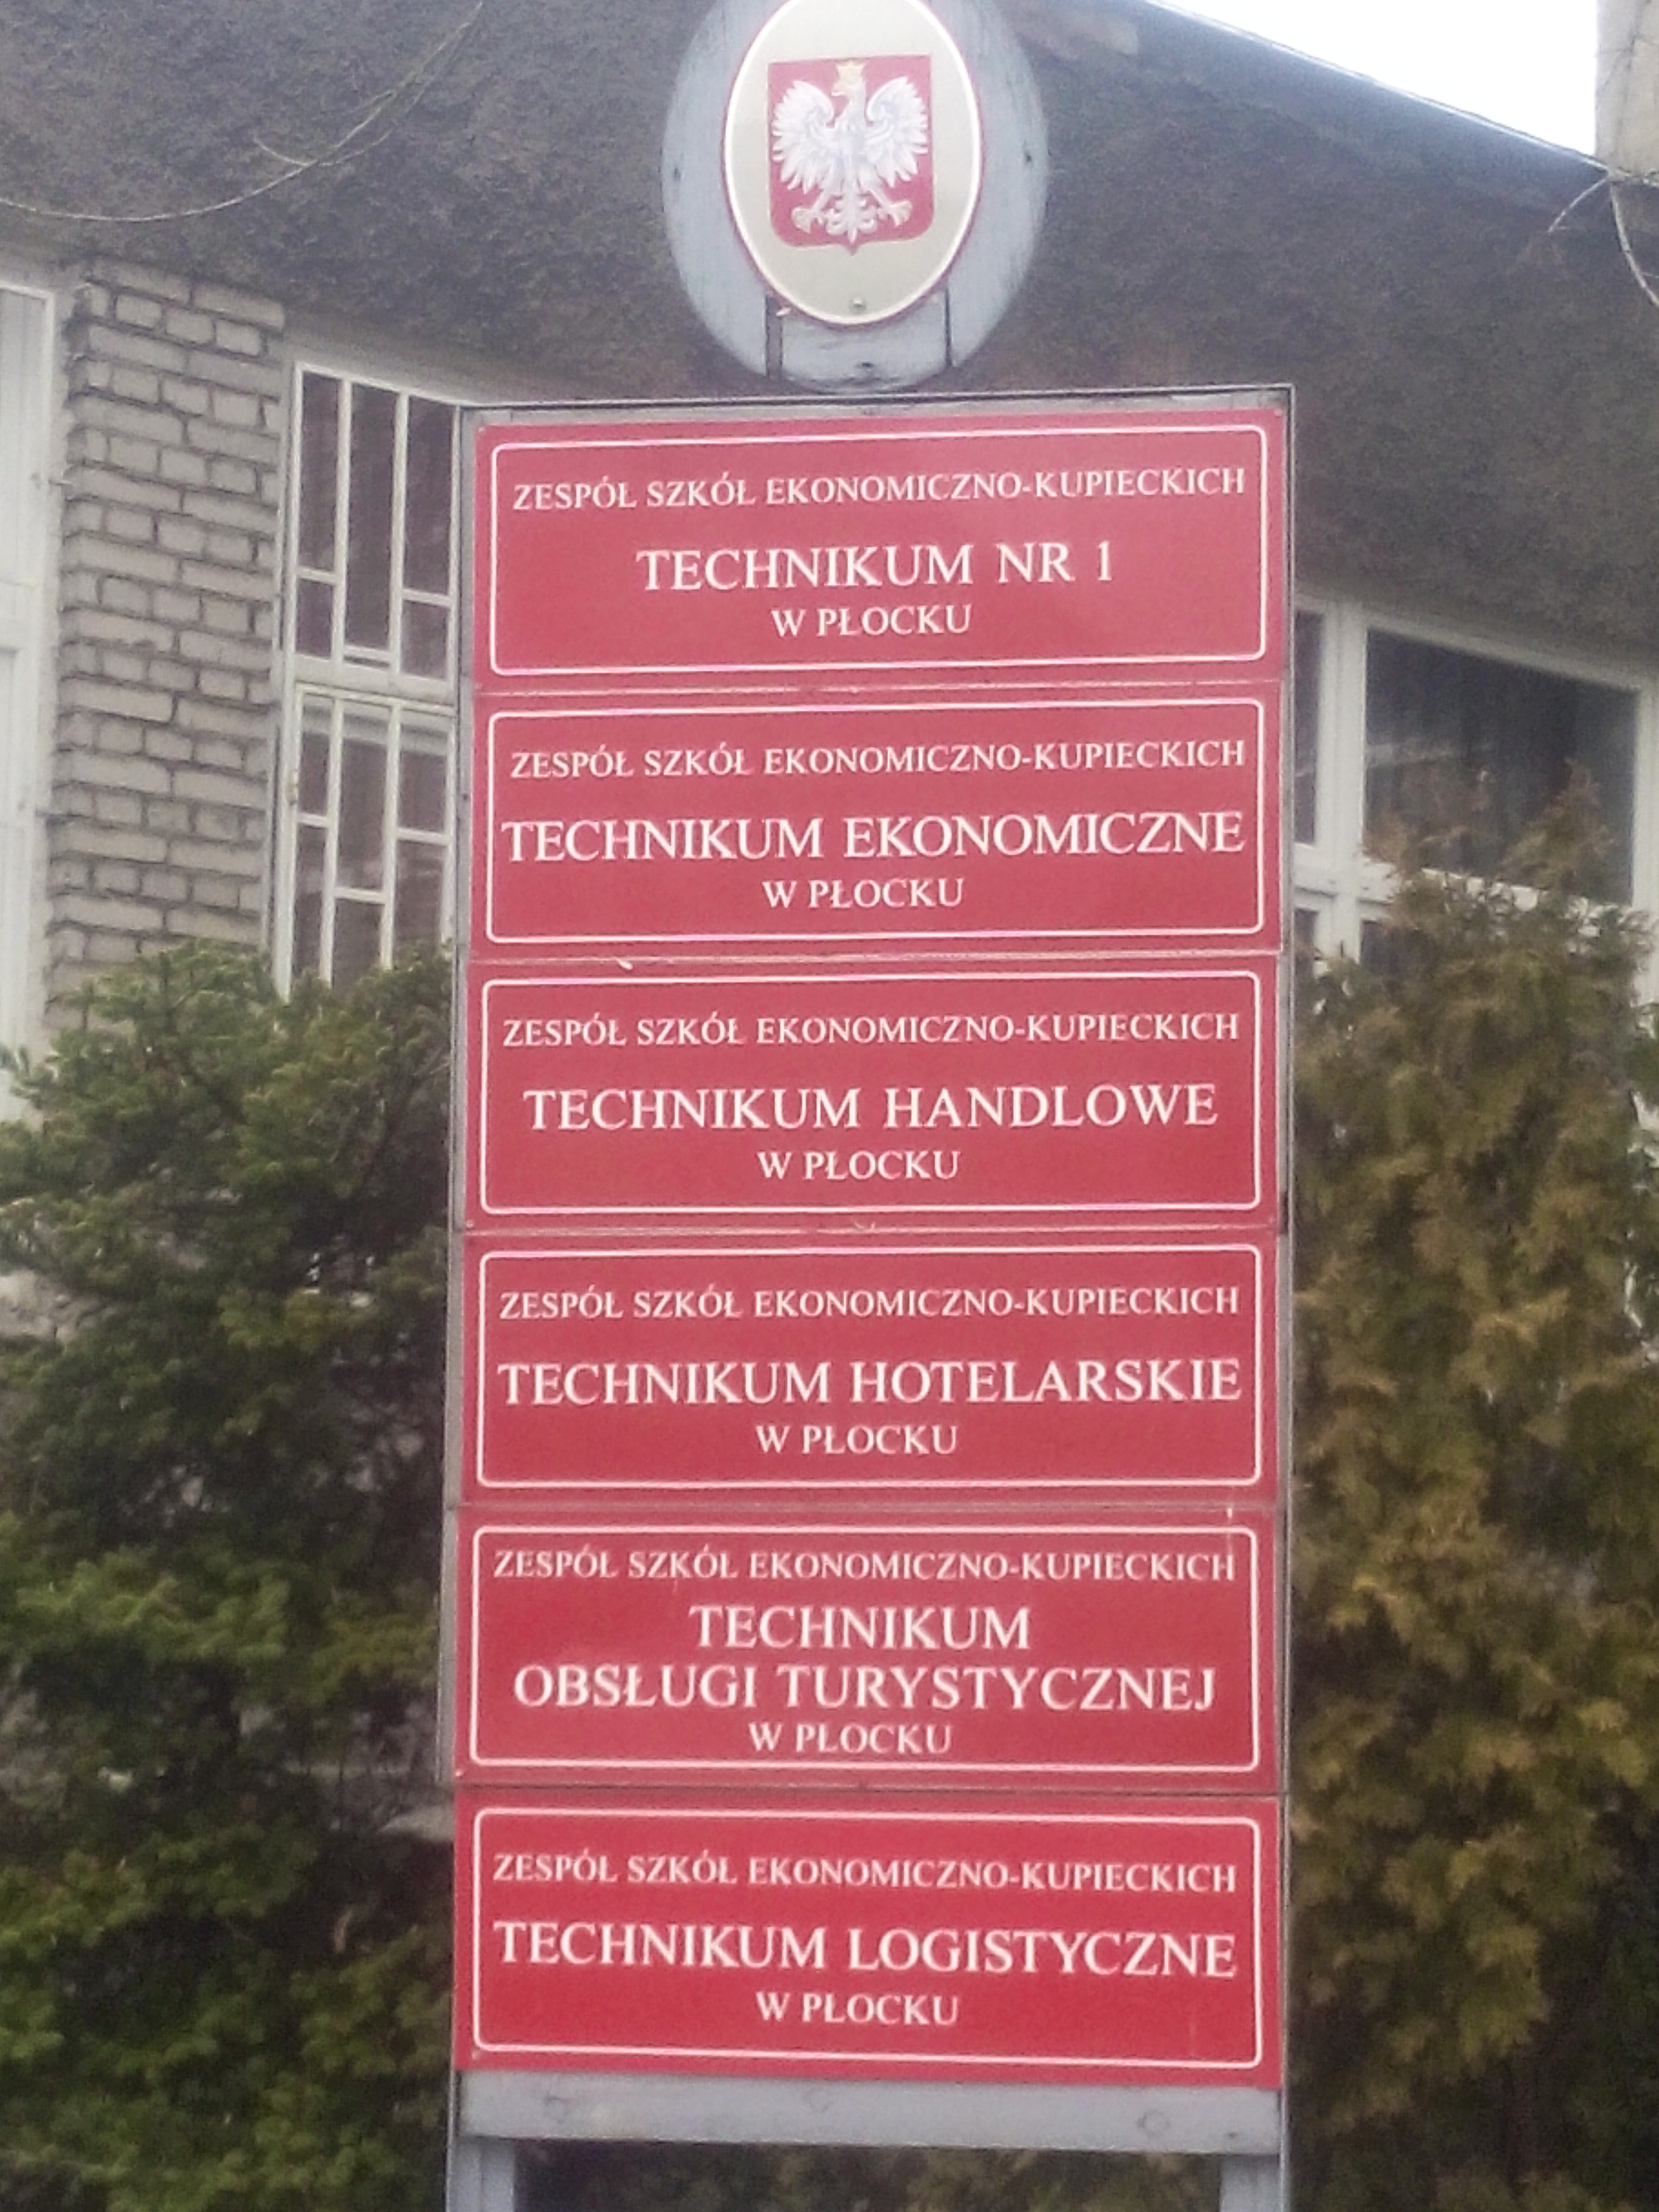 ZESPÓŁ SZKÓŁ EKONOMICZNO-KUPIECKICH
TECHNIKUM NR 1
W PŁOCKU
ZESPÓŁ SZKÓŁ EKONOMICZNO-KUPIECKICH
TECHNIKUM EKONOMICZNE
W PŁOCKU
ZESPÓŁ SZKÓŁ EKONOMICZNO-KUPIECKICH
TECHNIKUM HANDLOWE
W PŁOCKU
ZESPÓŁ SZKÓŁ EKONOMICZNO-KUPIECKICH
TECHNIKUM HOTELARSKIE
W PŁOCKU
ZESPÓŁ SZKÓŁ EKONOMICZNO-KUPIECKICH
TECHNIKUM
OBSŁUGI TURYSTYCZNEJ
W PŁOCKU
ZESPÓŁ SZKÓŁ EKONOMICZNO-KUPIECKICH
TECHNIKUM LOGISTYCZNE
W PŁOCKU